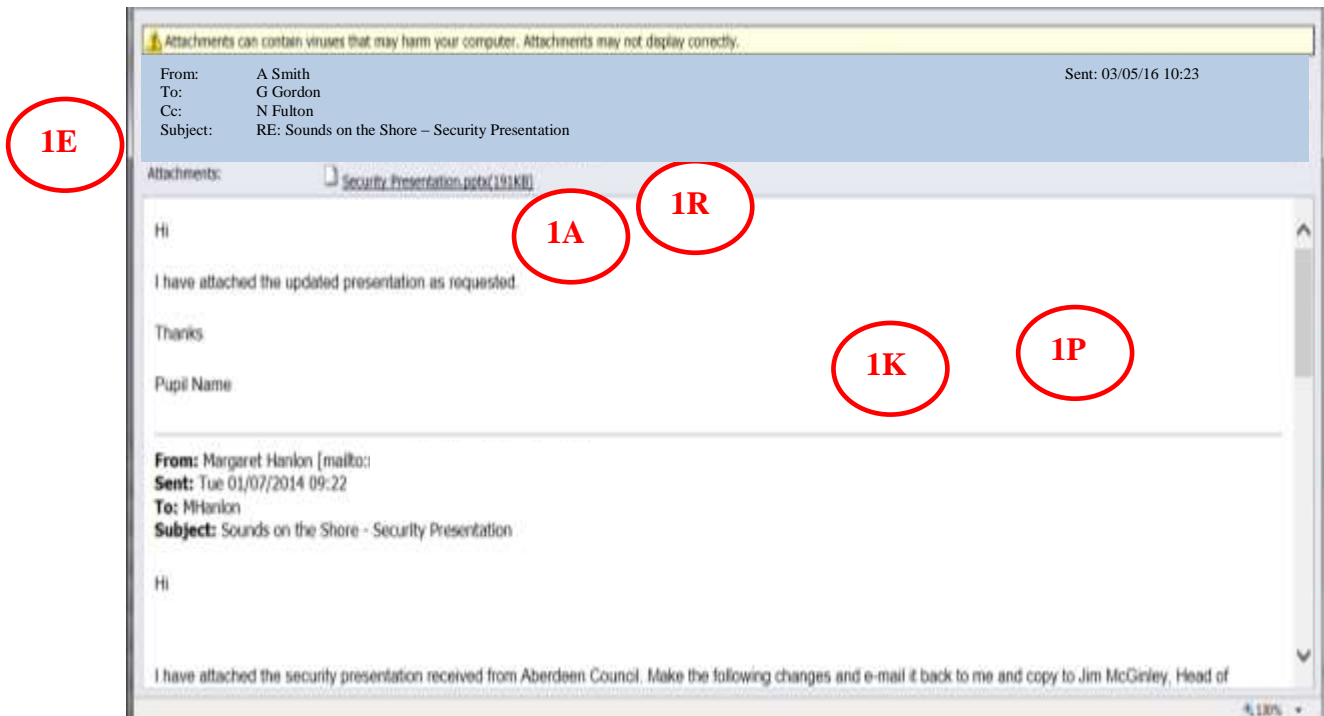 Attachments can contain viruses that may harm your computer. Attachments may not display correctly.
From: A Smith Sent: 03/05/16 10:23
To: G Gordon
Cc: N Fulton
1E
Subject: RE: Sounds on the Shore – Security Presentation
Attachments: Security Presentation.pptx(191KB)
1R
Hi
1A
I have attached the updated presentation as requested.
Thanks
1K 1P
Pupil Name
From: Margaret Hanlon [mailto:
Sent: Tue 01/07/2014 09:22
To: MHanlon
Subject: Sounds on the Shore - Security Presentation
Hi
I have attached the security presentation received from Aberdeen Council. Make the following changes and e-mail it back to me and copy to Jim McGinley, Head of
130%